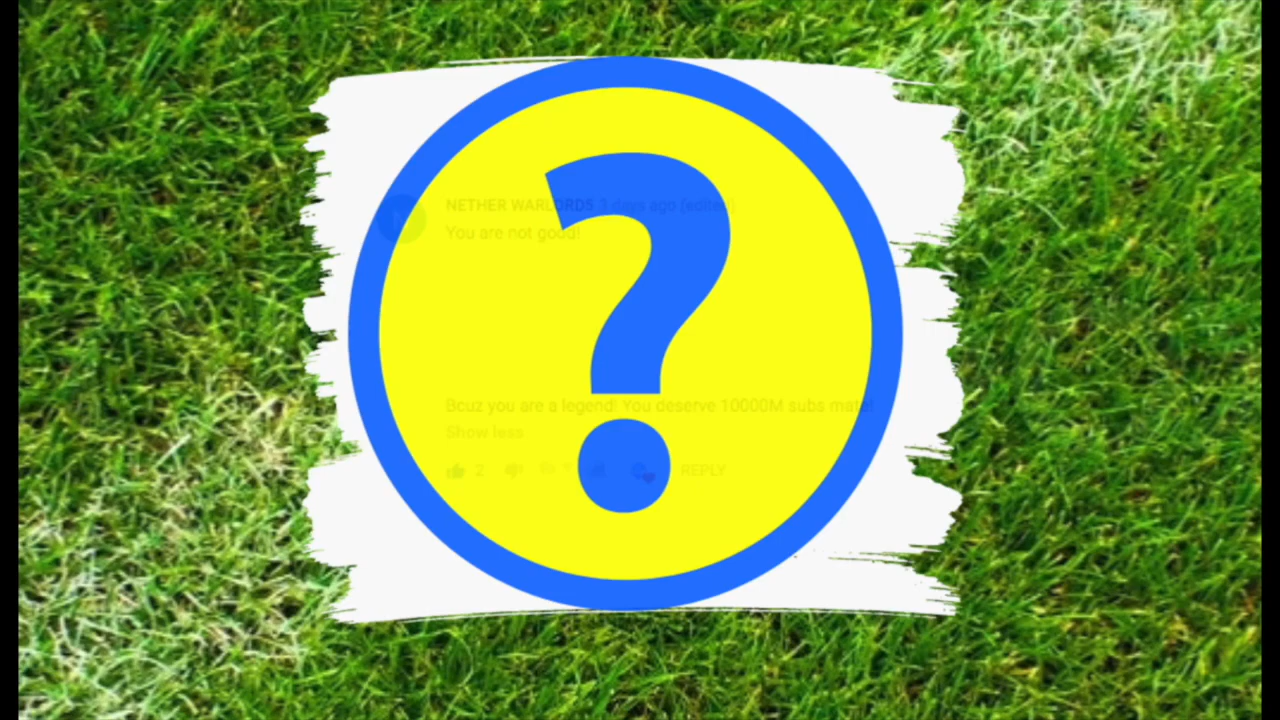 ?
NETHER WARLORDS 3 days ago (edited)
You are not good!
Bcuz you are a legend! You deserve 10000M subs mate!
Show less
2 REPLY